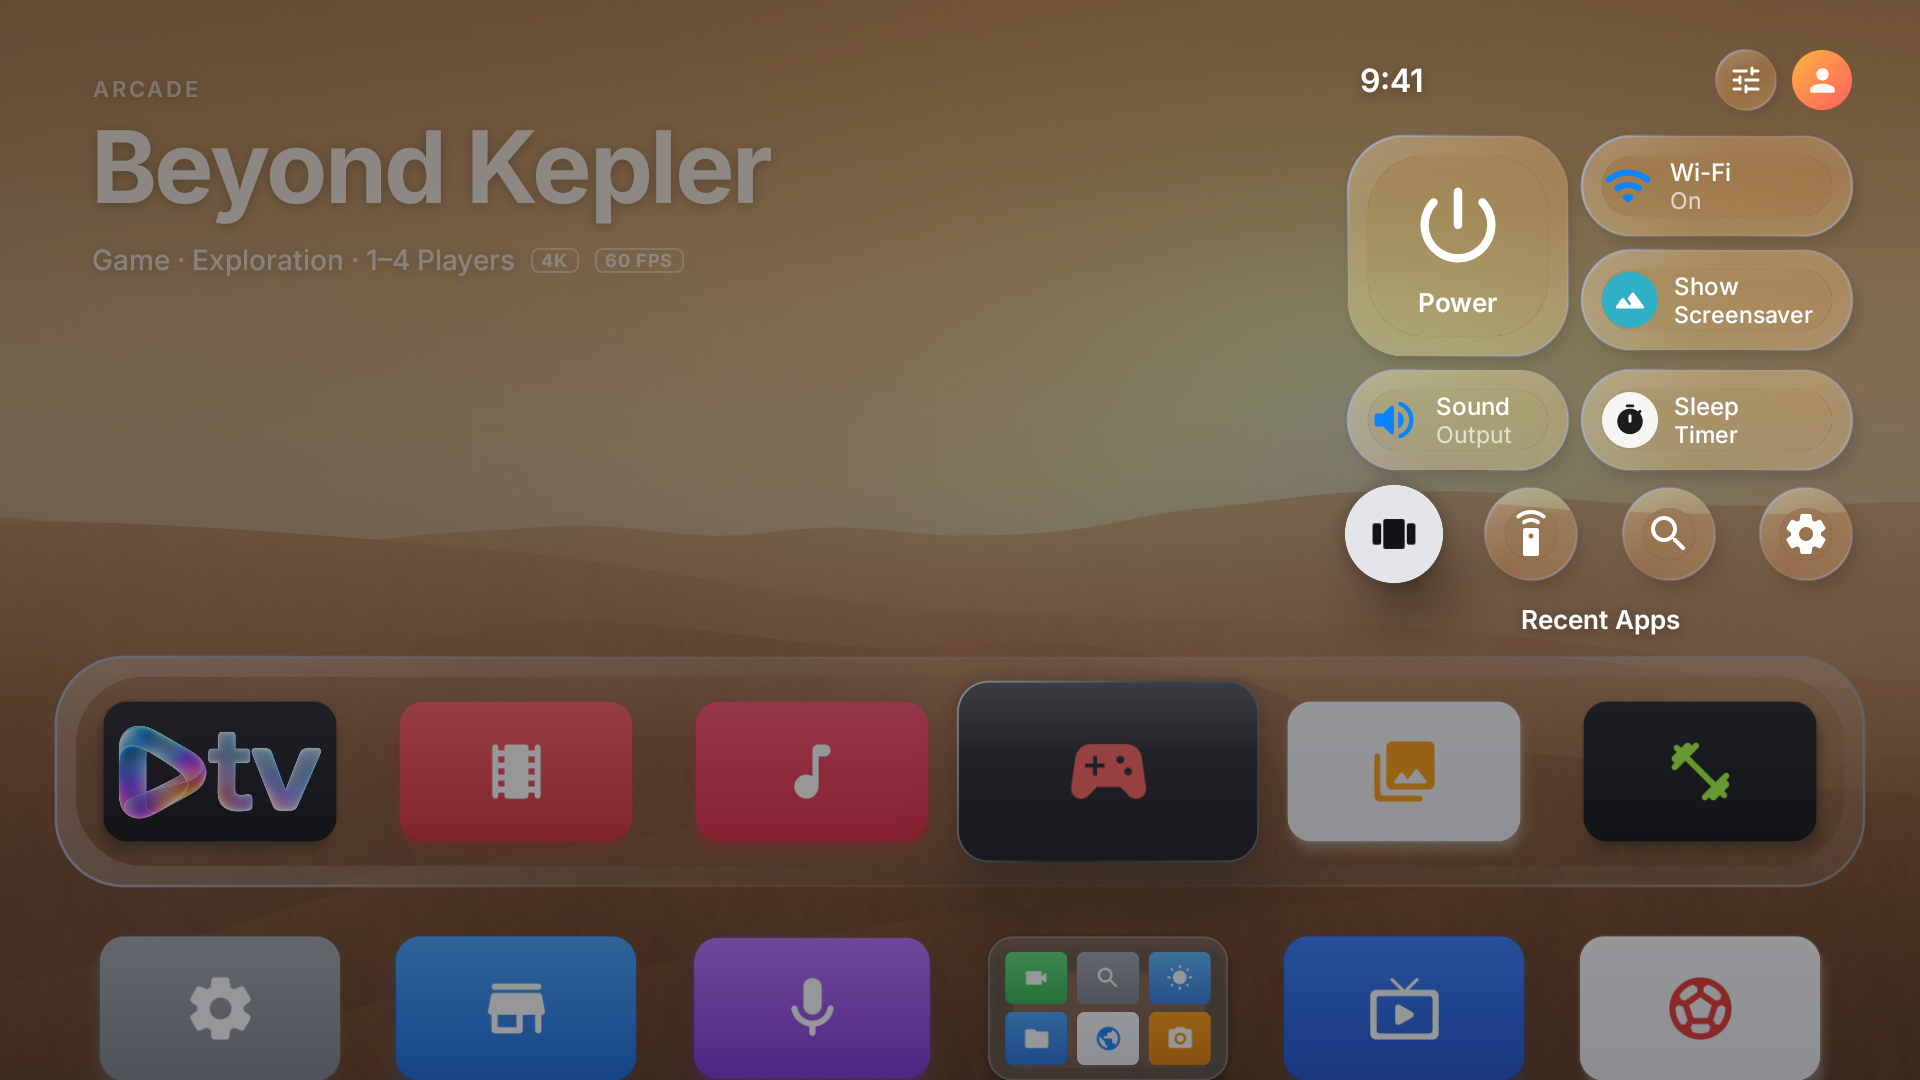 ARCADE
Beyond Kepler
Game · Exploration · 1–4 Players 4K 60 FPS
9:41
Power
Wi-Fi
On
Show
Screensaver
Sound
Output
Sleep
Timer
Recent Apps
tv